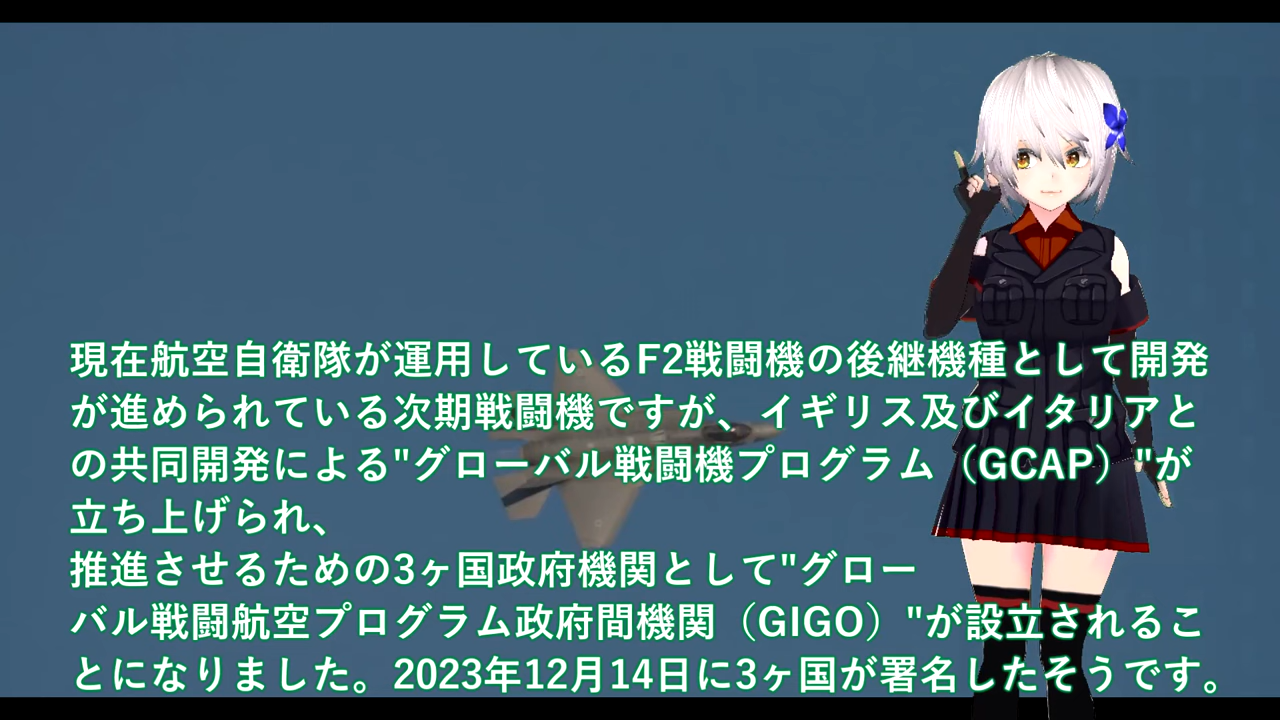 現在航空自衛隊が運用しているF2戦闘機の後継機種として開発
が進められている次期戦闘機ですが、イギリス及びイタリアと
の共同開発による"グローバル戦闘機プログラム（GCAP）"が
立ち上げられ、
推進させるための3ヶ国政府機関として"グロー
バル戦闘航空プログラム政府間機関（GIGO）"が設立されるこ
とになりました。2023年12月14日に3ヶ国が署名したそうです。